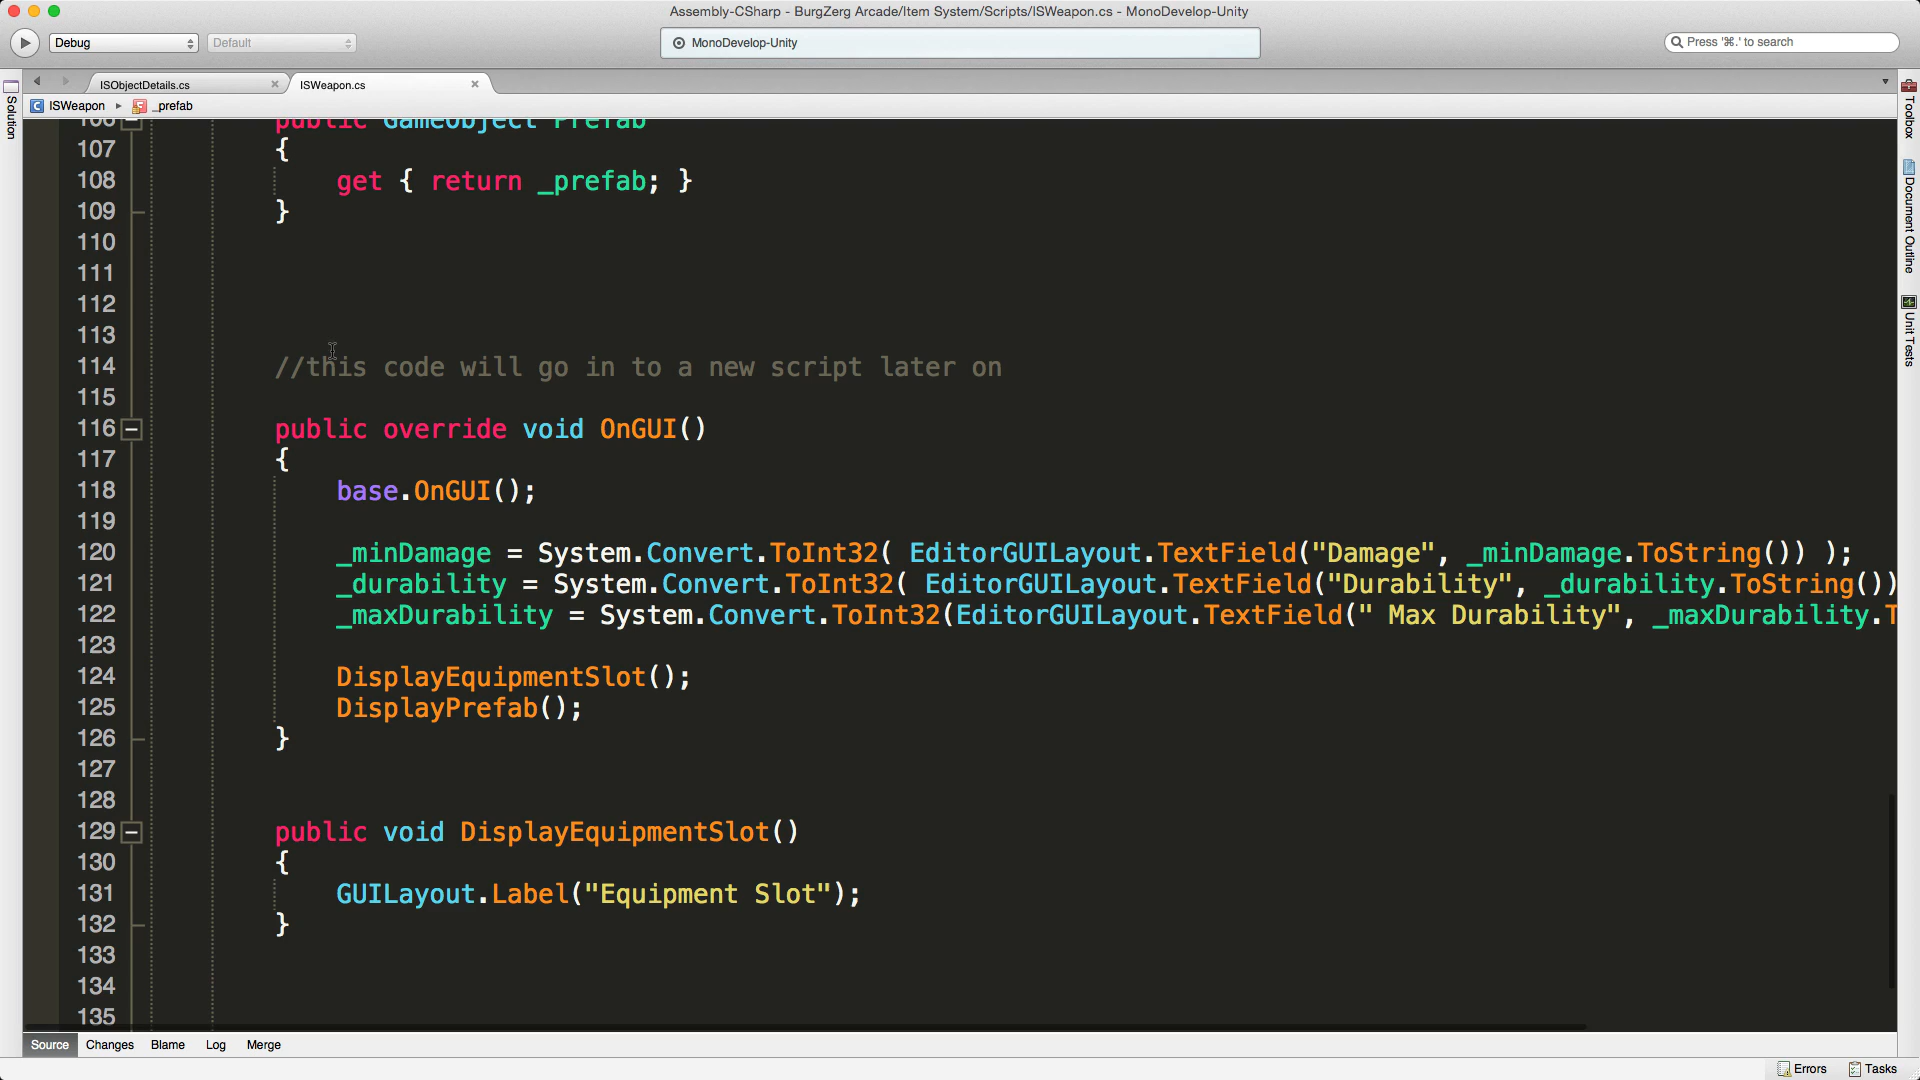 Assembly-CSharp - BurgZerg Arcade/Item System/Scripts/ISWeapon.cs - MonoDevelop-Unity
Debug
Default
MonoDevelop-Unity
Press '⌘.' to search
ISObjectDetails.cs
ISWeapon.cs
ISWeapon
_prefab
Solution
Toolbox
Document Outline
Unit Tests
106 public GameObject Prefab
107 {
108 get { return _prefab; }
109 }
110
111
112
113
114 //this code will go in to a new script later on
115
116 public override void OnGUI()
117 {
118 base.OnGUI();
119
120 _minDamage = System.Convert.ToInt32( EditorGUILayout.TextField("Damage", _minDamage.ToString()) );
121 _durability = System.Convert.ToInt32( EditorGUILayout.TextField("Durability", _durability.ToString())
122 _maxDurability = System.Convert.ToInt32(EditorGUILayout.TextField(" Max Durability", _maxDurability.T
123
124 DisplayEquipmentSlot();
125 DisplayPrefab();
126 }
127
128
129 public void DisplayEquipmentSlot()
130 {
131 GUILayout.Label("Equipment Slot");
132 }
133
134
135
Source Changes Blame Log Merge
Errors Tasks